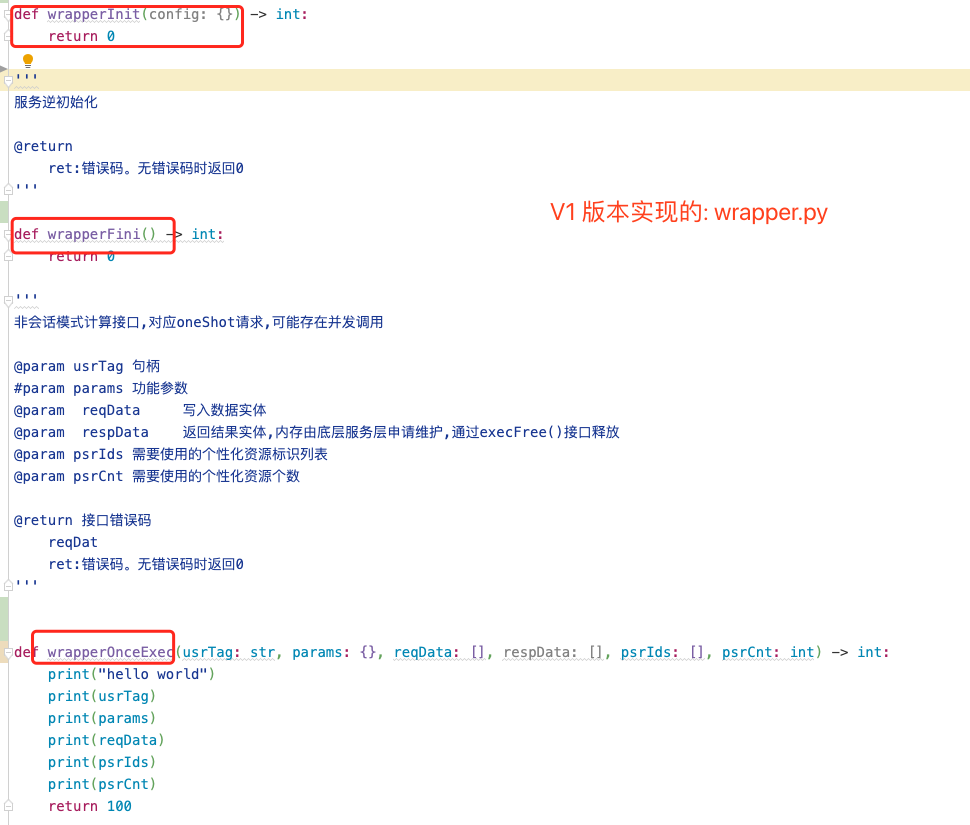 def wrapperInit(config: {}) -> int:
    return 0
'''
服务逆初始化
@return
    ret:错误码。无错误码时返回0
'''
V1 版本实现的: wrapper.py
def wrapperFini() -> int:
    return 0
'''
非会话模式计算接口,对应oneShot请求,可能存在并发调用
@param usrTag 句柄
#param params 功能参数
@param  reqData    写入数据实体
@param  respData    返回结果实体,内存由底层服务层申请维护,通过execFree()接口释放
@param psrIds 需要使用的个性化资源标识列表
@param psrCnt 需要使用的个性化资源个数
@return 接口错误码
    reqDat
    ret:错误码。无错误码时返回0
'''
def wrapperOnceExec(usrTag: str, params: {}, reqData: [], respData: [], psrIds: [], psrCnt: int) -> int:
    print("hello world")
    print(usrTag)
    print(params)
    print(reqData)
    print(psrIds)
    print(psrCnt)
    return 100